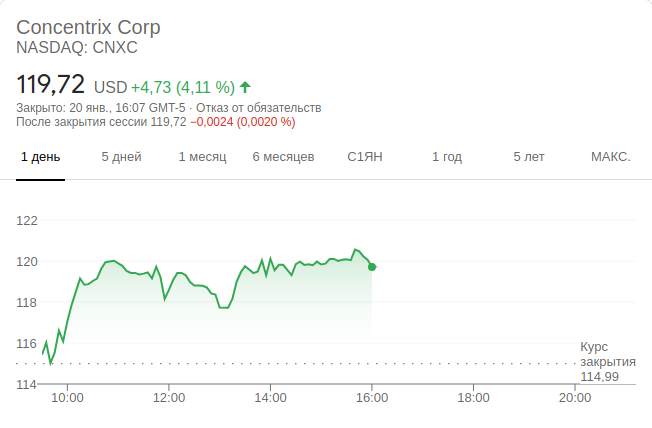 Concentrix Corp
NASDAQ: CNXC
119,72 USD +4,73 (4,11 %)
Закрыто: 20 янв., 16:07 GMT-5 · Отказ от обязательств
После закрытия сессии 119,72 −0,0024 (0,0020 %)
1 день 5 дней 1 месяц 6 месяцев С1ЯН 1 год 5 лет МАКС.
122
120
118
116
Курс
закрытия
114,99
114
10:00 12:00 14:00 16:00 18:00 20:00